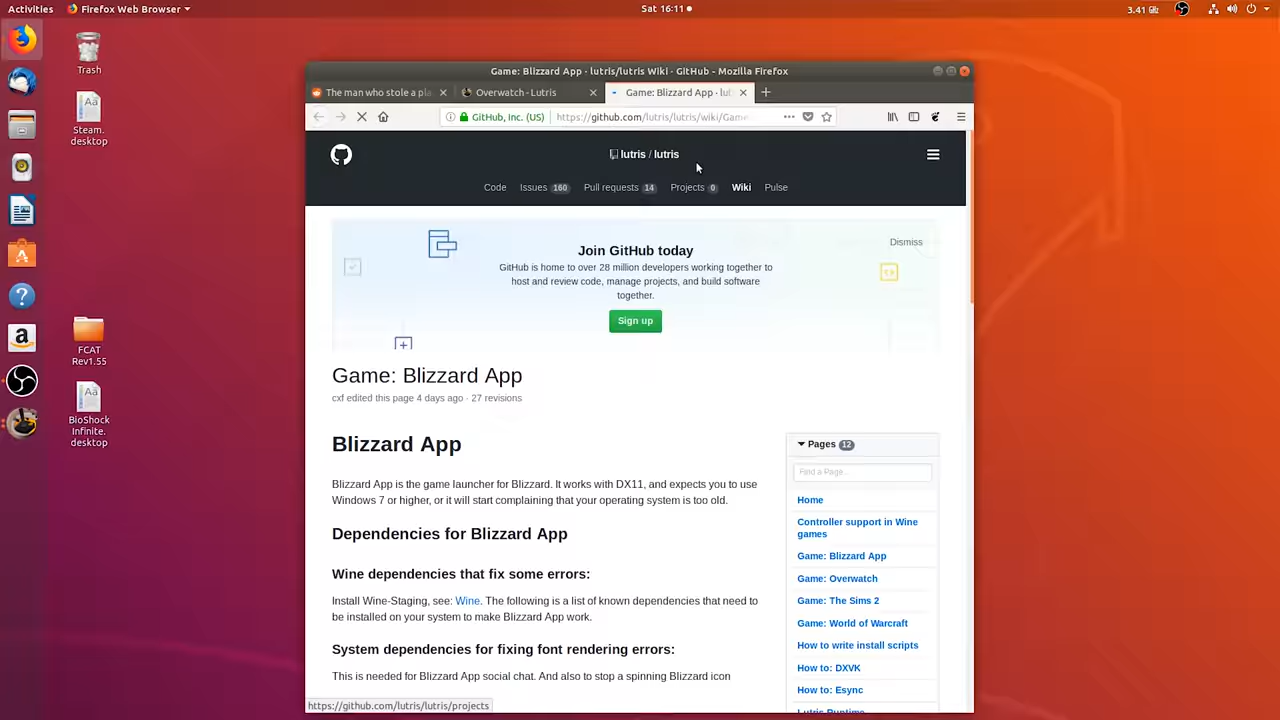 Activities
Firefox Web Browser
Sat 16:11
3.41
Trash
Steam.
desktop
FCAT
Rev1.55
BioShock
Infinite.
desktop
Game: Blizzard App · lutris/lutris Wiki · GitHub - Mozilla Firefox
The man who stole a pla
Overwatch - Lutris
Game: Blizzard App · lut
GitHub, Inc. (US)
https://github.com/lutris/lutris/wiki/Game
lutris / lutris
Code
Issues 160
Pull requests 14
Projects 0
Wiki
Pulse
Join GitHub today
Dismiss
GitHub is home to over 28 million developers working together to
host and review code, manage projects, and build software
together.
Sign up
Game: Blizzard App
cxf edited this page 4 days ago · 27 revisions
Blizzard App
Blizzard App is the game launcher for Blizzard. It works with DX11, and expects you to use
Windows 7 or higher, or it will start complaining that your operating system is too old.
Dependencies for Blizzard App
Wine dependencies that fix some errors:
Install Wine-Staging, see: Wine. The following is a list of known dependencies that need to
be installed on your system to make Blizzard App work.
System dependencies for fixing font rendering errors:
This is needed for Blizzard App social chat. And also to stop a spinning Blizzard icon
Pages 12
Find a Page…
Home
Controller support in Wine
games
Game: Blizzard App
Game: Overwatch
Game: The Sims 2
Game: World of Warcraft
How to write install scripts
How to: DXVK
How to: Esync
Lutris Runtime
https://github.com/lutris/lutris/projects